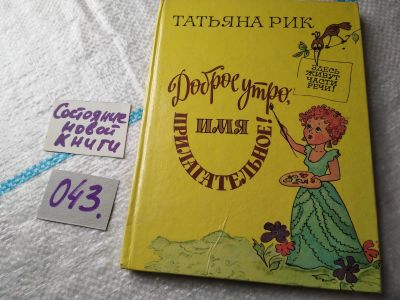 ТАТЬЯНА РИК
ЗДЕСЬ
ЖИВУТ
ЧАСТИ
РЕЧИ!
Доброе утро,
ИМЯ
ПРИЛАГАТЕЛЬНОЕ!
Состояние
новой
книги
043.